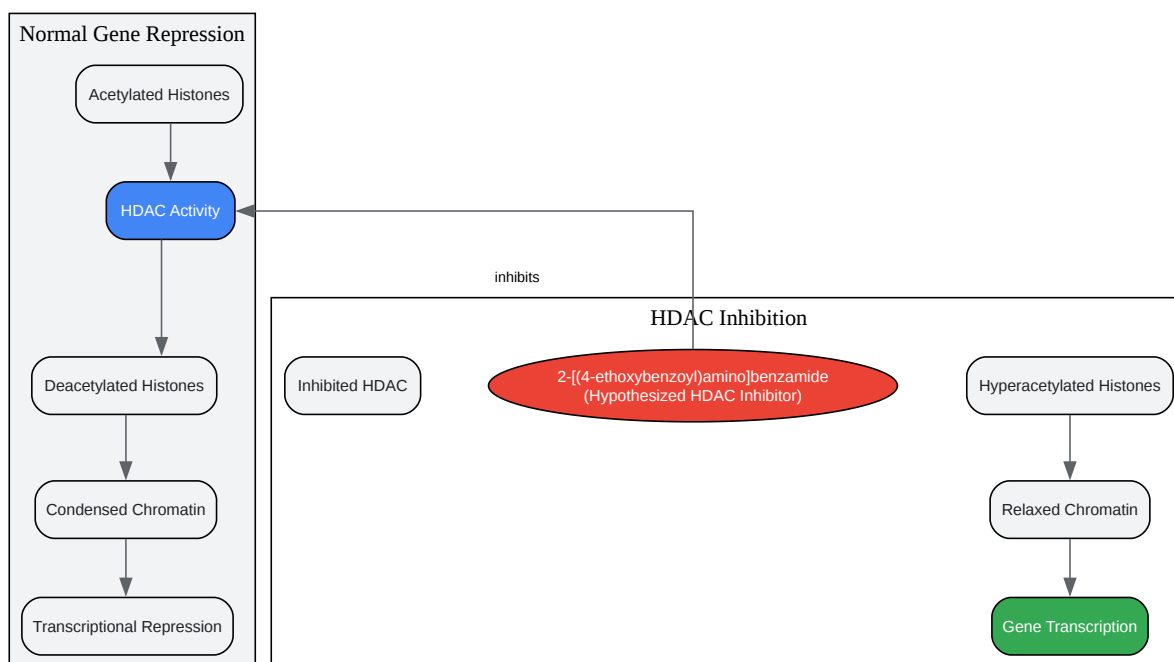 Normal Gene Repression
Acetylated Histones
HDAC Activity
Deacetylated Histones
Condensed Chromatin
Transcriptional Repression
inhibits
HDAC Inhibition
Inhibited HDAC
2-[(4-ethoxybenzoyl)amino]benzamide
(Hypothesized HDAC Inhibitor)
Hyperacetylated Histones
Relaxed Chromatin
Gene Transcription